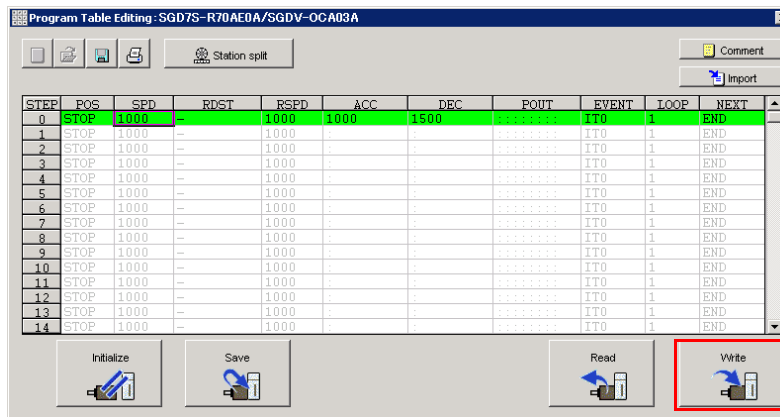 Program Table Editing : SGD7S-R70AE0A/SGDV-OCA03A
Station split
Comment
Import
STEP POS SPD RDST RSPD ACC DEC POUT EVENT LOOP NEXT
0 STOP 1000 – 1000 1000 1500 :::::::: IT0 1 END
1 STOP 1000 – 1000 : : :::::::: IT0 1 END
2 STOP 1000 – 1000 : : :::::::: IT0 1 END
3 STOP 1000 – 1000 : : :::::::: IT0 1 END
4 STOP 1000 – 1000 : : :::::::: IT0 1 END
5 STOP 1000 – 1000 : : :::::::: IT0 1 END
6 STOP 1000 – 1000 : : :::::::: IT0 1 END
7 STOP 1000 – 1000 : : :::::::: IT0 1 END
8 STOP 1000 – 1000 : : :::::::: IT0 1 END
9 STOP 1000 – 1000 : : :::::::: IT0 1 END
10 STOP 1000 – 1000 : : :::::::: IT0 1 END
11 STOP 1000 – 1000 : : :::::::: IT0 1 END
12 STOP 1000 – 1000 : : :::::::: IT0 1 END
13 STOP 1000 – 1000 : : :::::::: IT0 1 END
14 STOP 1000 – 1000 : : :::::::: IT0 1 END
Initialize Save Read Write